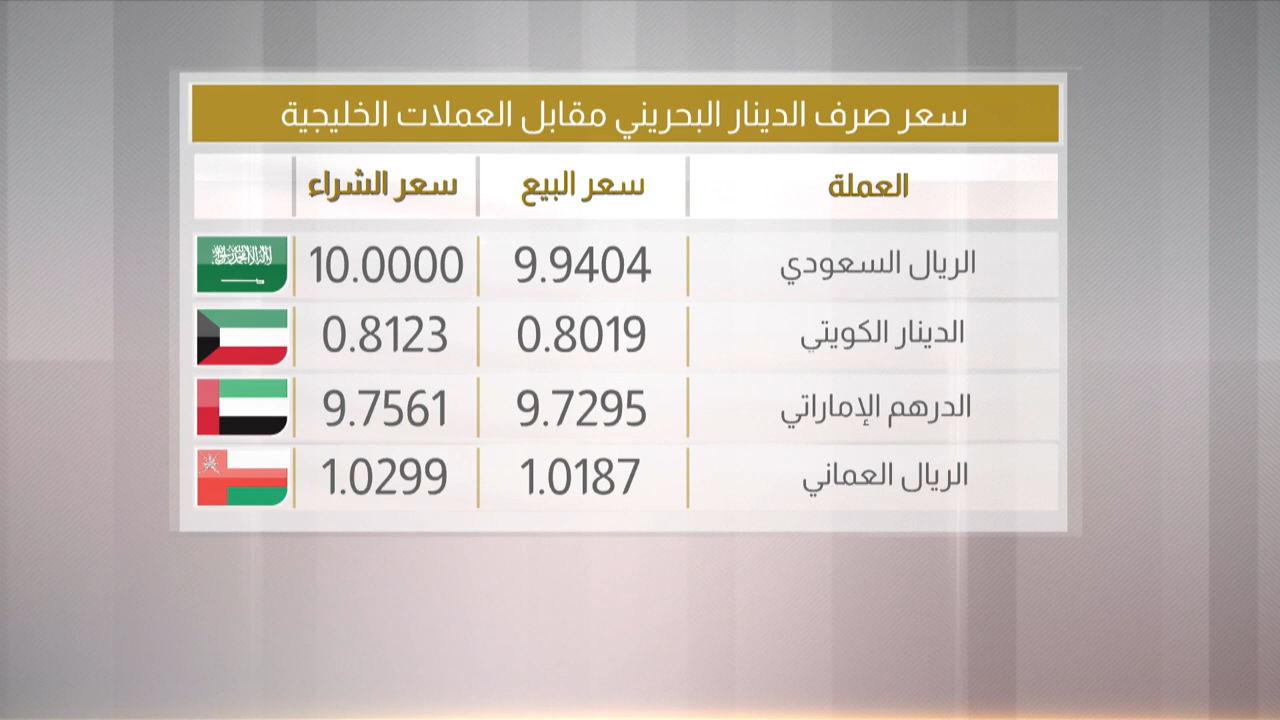 سعر صرف الدينار البحريني مقابل العملات الخليجية
العملة سعر البيع سعر الشراء
الريال السعودي 9.9404 10.0000
الدينار الكويتي 0.8019 0.8123
الدرهم الإماراتي 9.7295 9.7561
الريال العماني 1.0187 1.0299